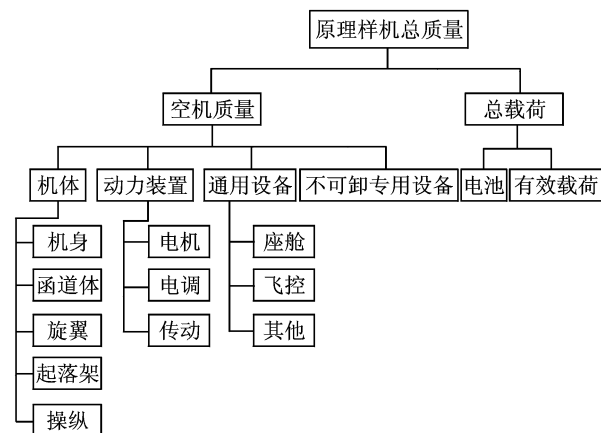 原理样机总质量
空机质量
总载荷
机体
动力装置
通用设备
不可卸专用设备
电池
有效载荷
机身
函道体
旋翼
起落架
操纵
电机
电调
传动
座舱
飞控
其他